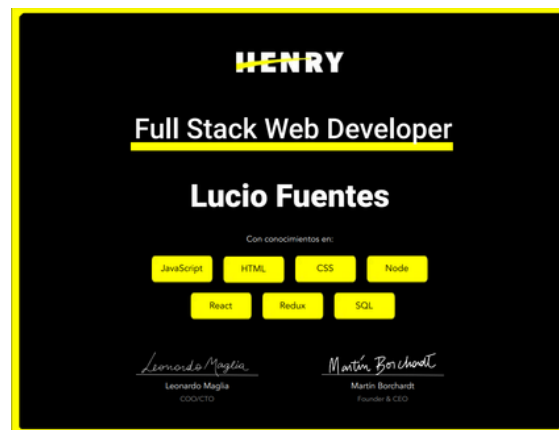 HENRY
Full Stack Web Developer
Lucio Fuentes
Con conocimientos en:
JavaScript HTML CSS Node
React Redux SQL
Leonardo Maglia Martín Borchardt
Leonardo Maglia Martín Borchardt
COO/CTO Founder & CEO